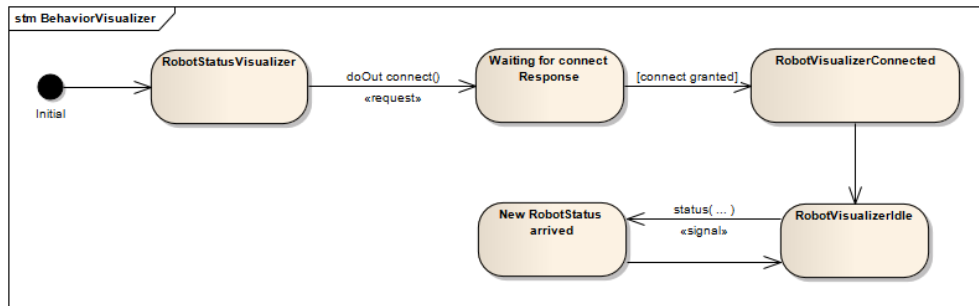 stm BehaviorVisualizer
Initial
RobotStatusVisualizer
doOut connect()
«request»
Waiting for connect
Response
[connect granted]
RobotVisualizerConnected
New RobotStatus
arrived
status( ... )
«signal»
RobotVisualizerIdle